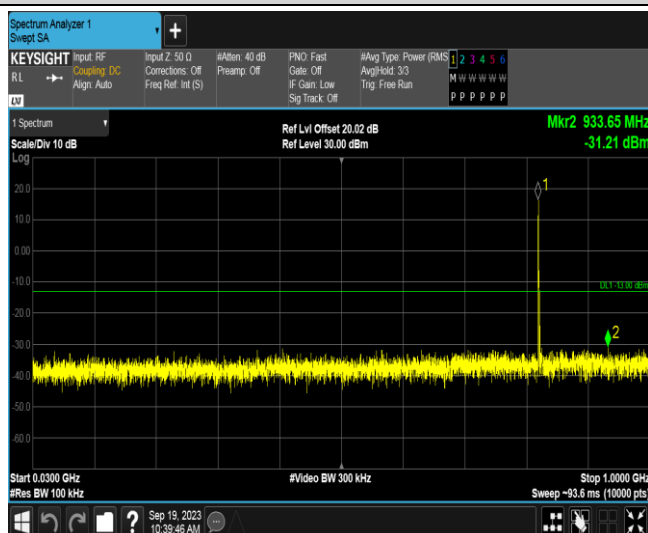 Spectrum Analyzer 1
Swept SA
KEYSIGHT
RL
LXI
Input: RF
Coupling: DC
Align: Auto
Input Z: 50 Ω
Corrections: Off
Freq Ref: Int (S)
#Atten: 40 dB
Preamp: Off
PNO: Fast
Gate: Off
IF Gain: Low
Sig Track: Off
#Avg Type: Power (RMS
Avg|Hold: 3/3
Trig: Free Run
1 2 3 4 5 6
M W W W W W
P P P P P P
1 Spectrum
Scale/Div 10 dB
Log
Ref Lvl Offset 20.02 dB
Ref Level 30.00 dBm
Mkr2 933.65 MHz
-31.21 dBm
1
20.0
10.0
0.00
-10.0
DL1 -13.00 dBm
2
-20.0
-30.0
-40.0
-50.0
-60.0
Start 0.0300 GHz
#Res BW 100 kHz
#Video BW 300 kHz
Stop 1.0000 GHz
Sweep ~93.6 ms (10000 pts)
?
Sep 19, 2023
10:39:46 AM